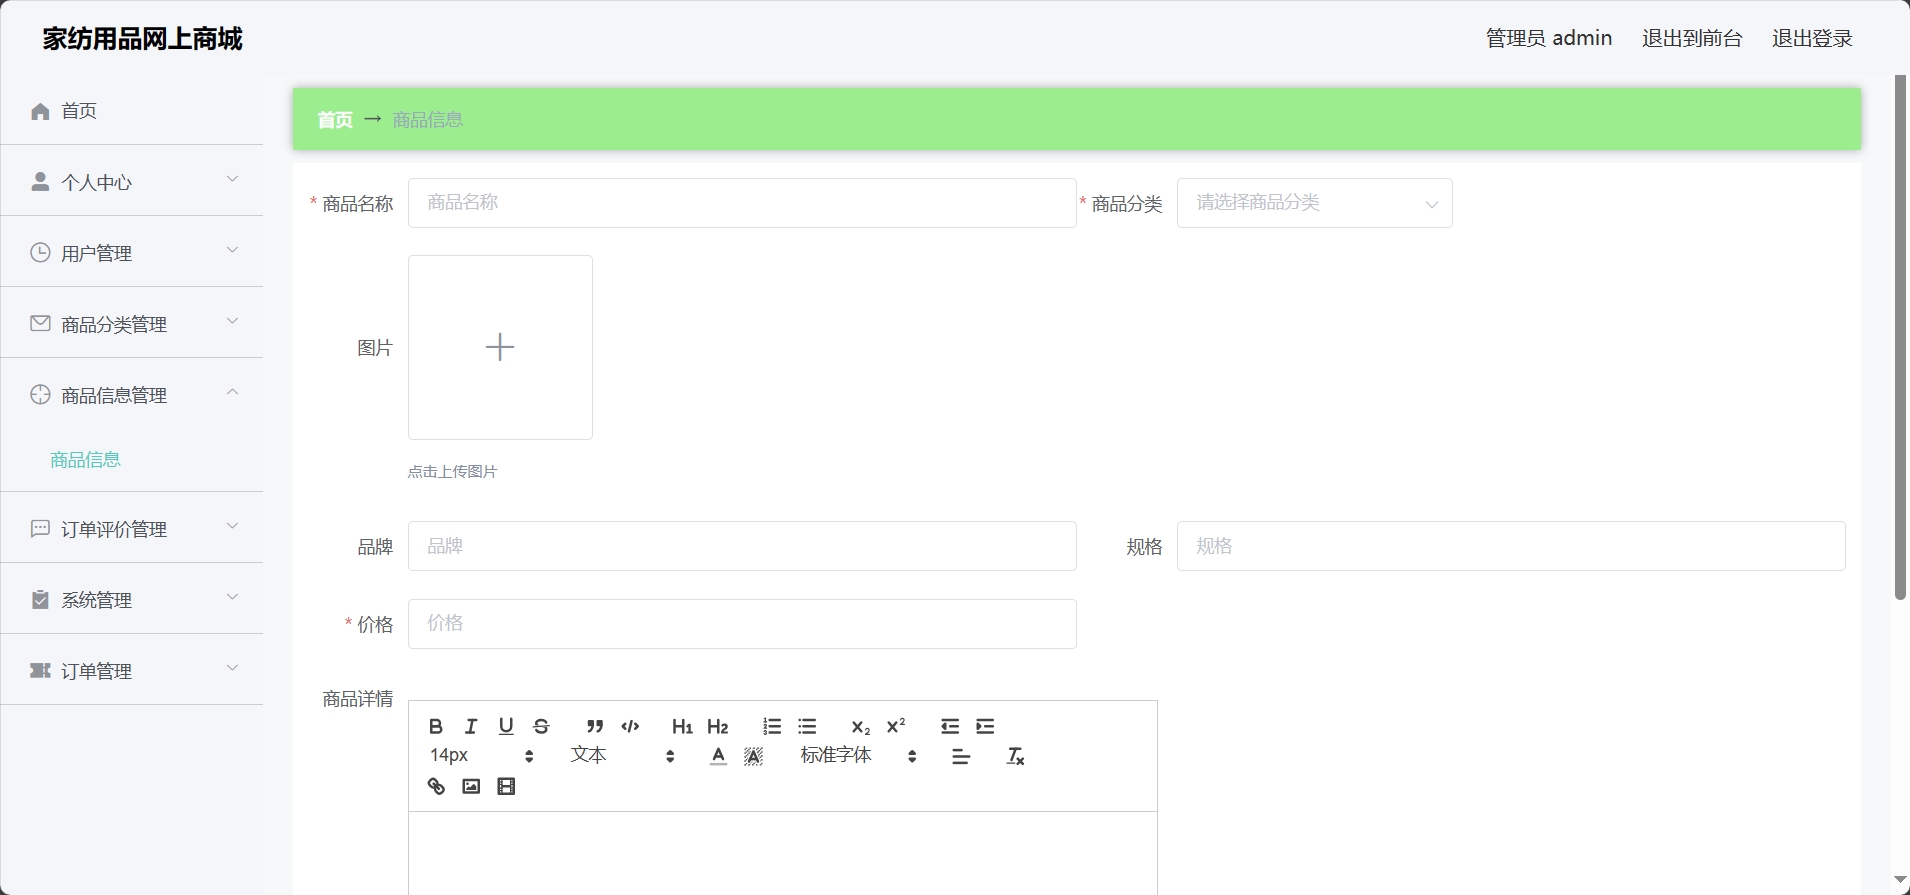 家纺用品网上商城
管理员 admin 退出到前台 退出登录
首页
个人中心
用户管理
商品分类管理
商品信息管理
商品信息
订单评价管理
系统管理
订单管理
首页 → 商品信息
* 商品名称 商品名称 * 商品分类 请选择商品分类
图片
点击上传图片
品牌 品牌 规格 规格
* 价格 价格
商品详情
B I U S H1 H2 X2 X2
14px 文本 A A 标准字体 Tx